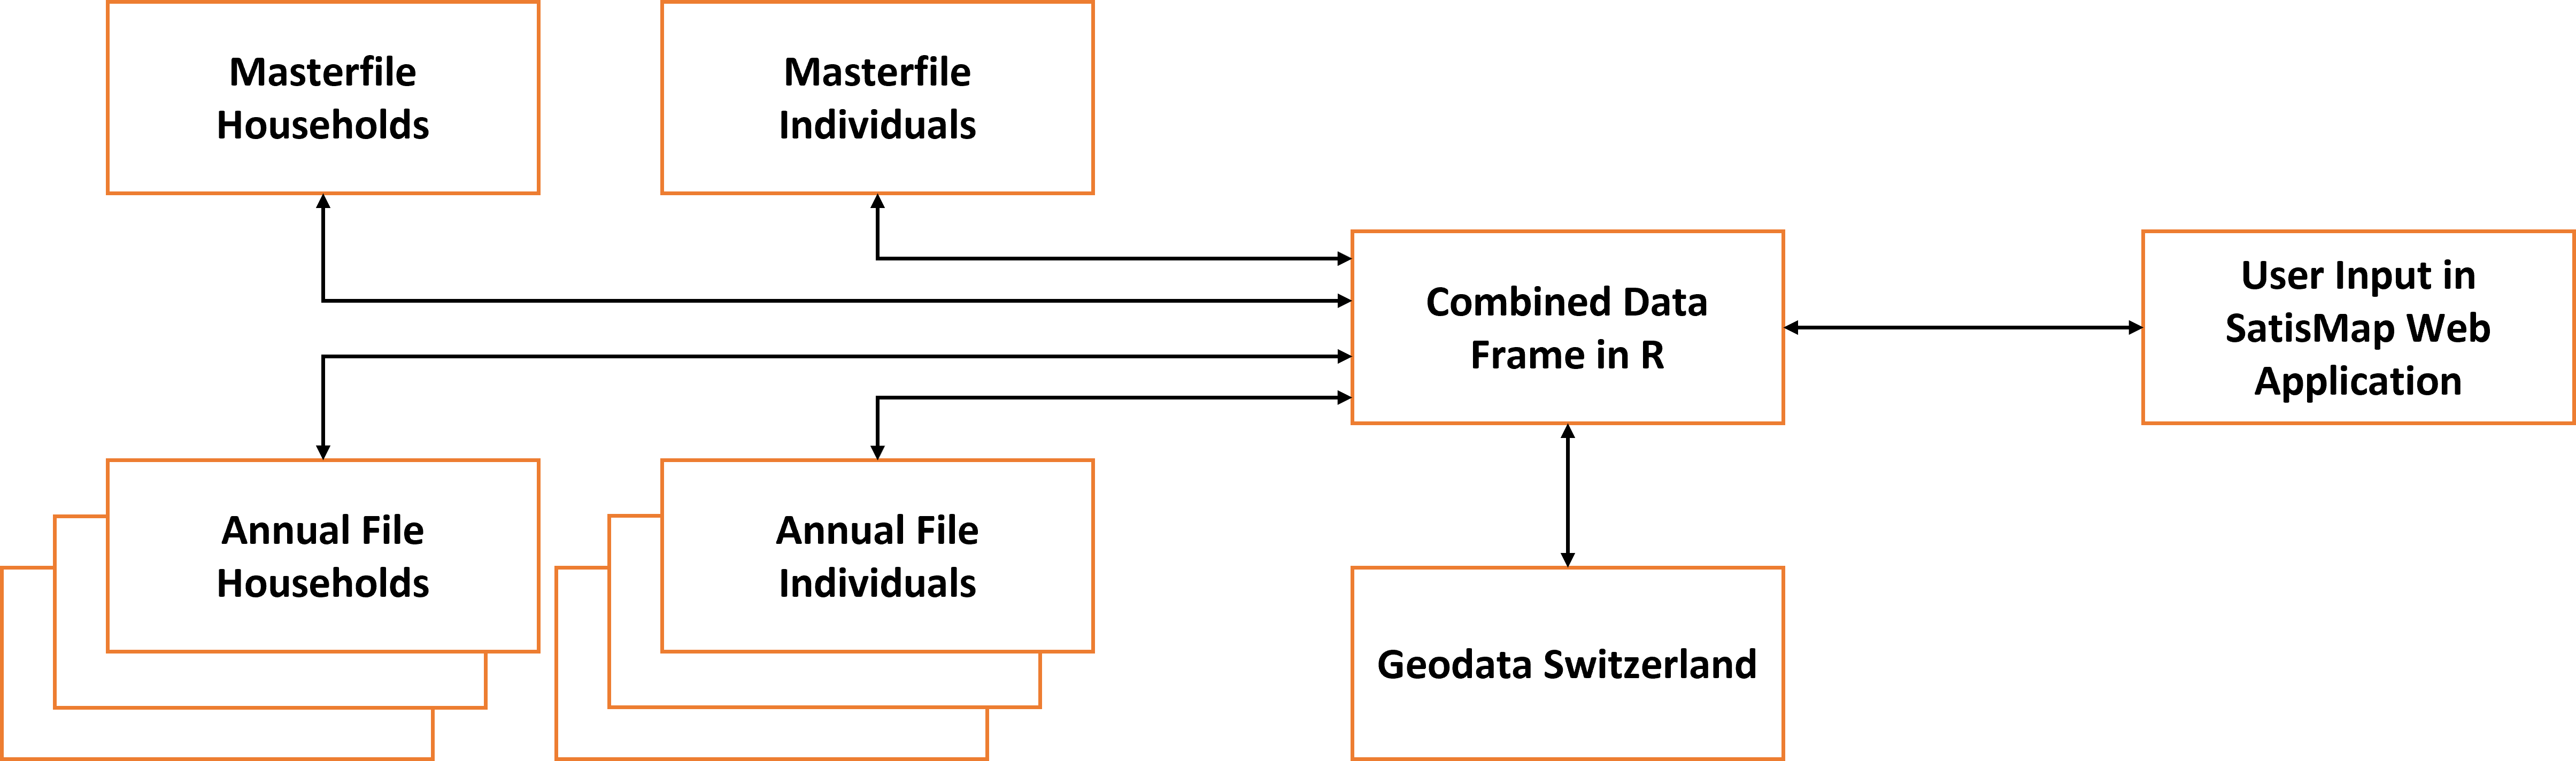 Masterfile
Households
Masterfile
Individuals
Combined Data
Frame in R
User Input in
SatisMap Web
Application
Annual File
Households
Annual File
Individuals
Geodata Switzerland